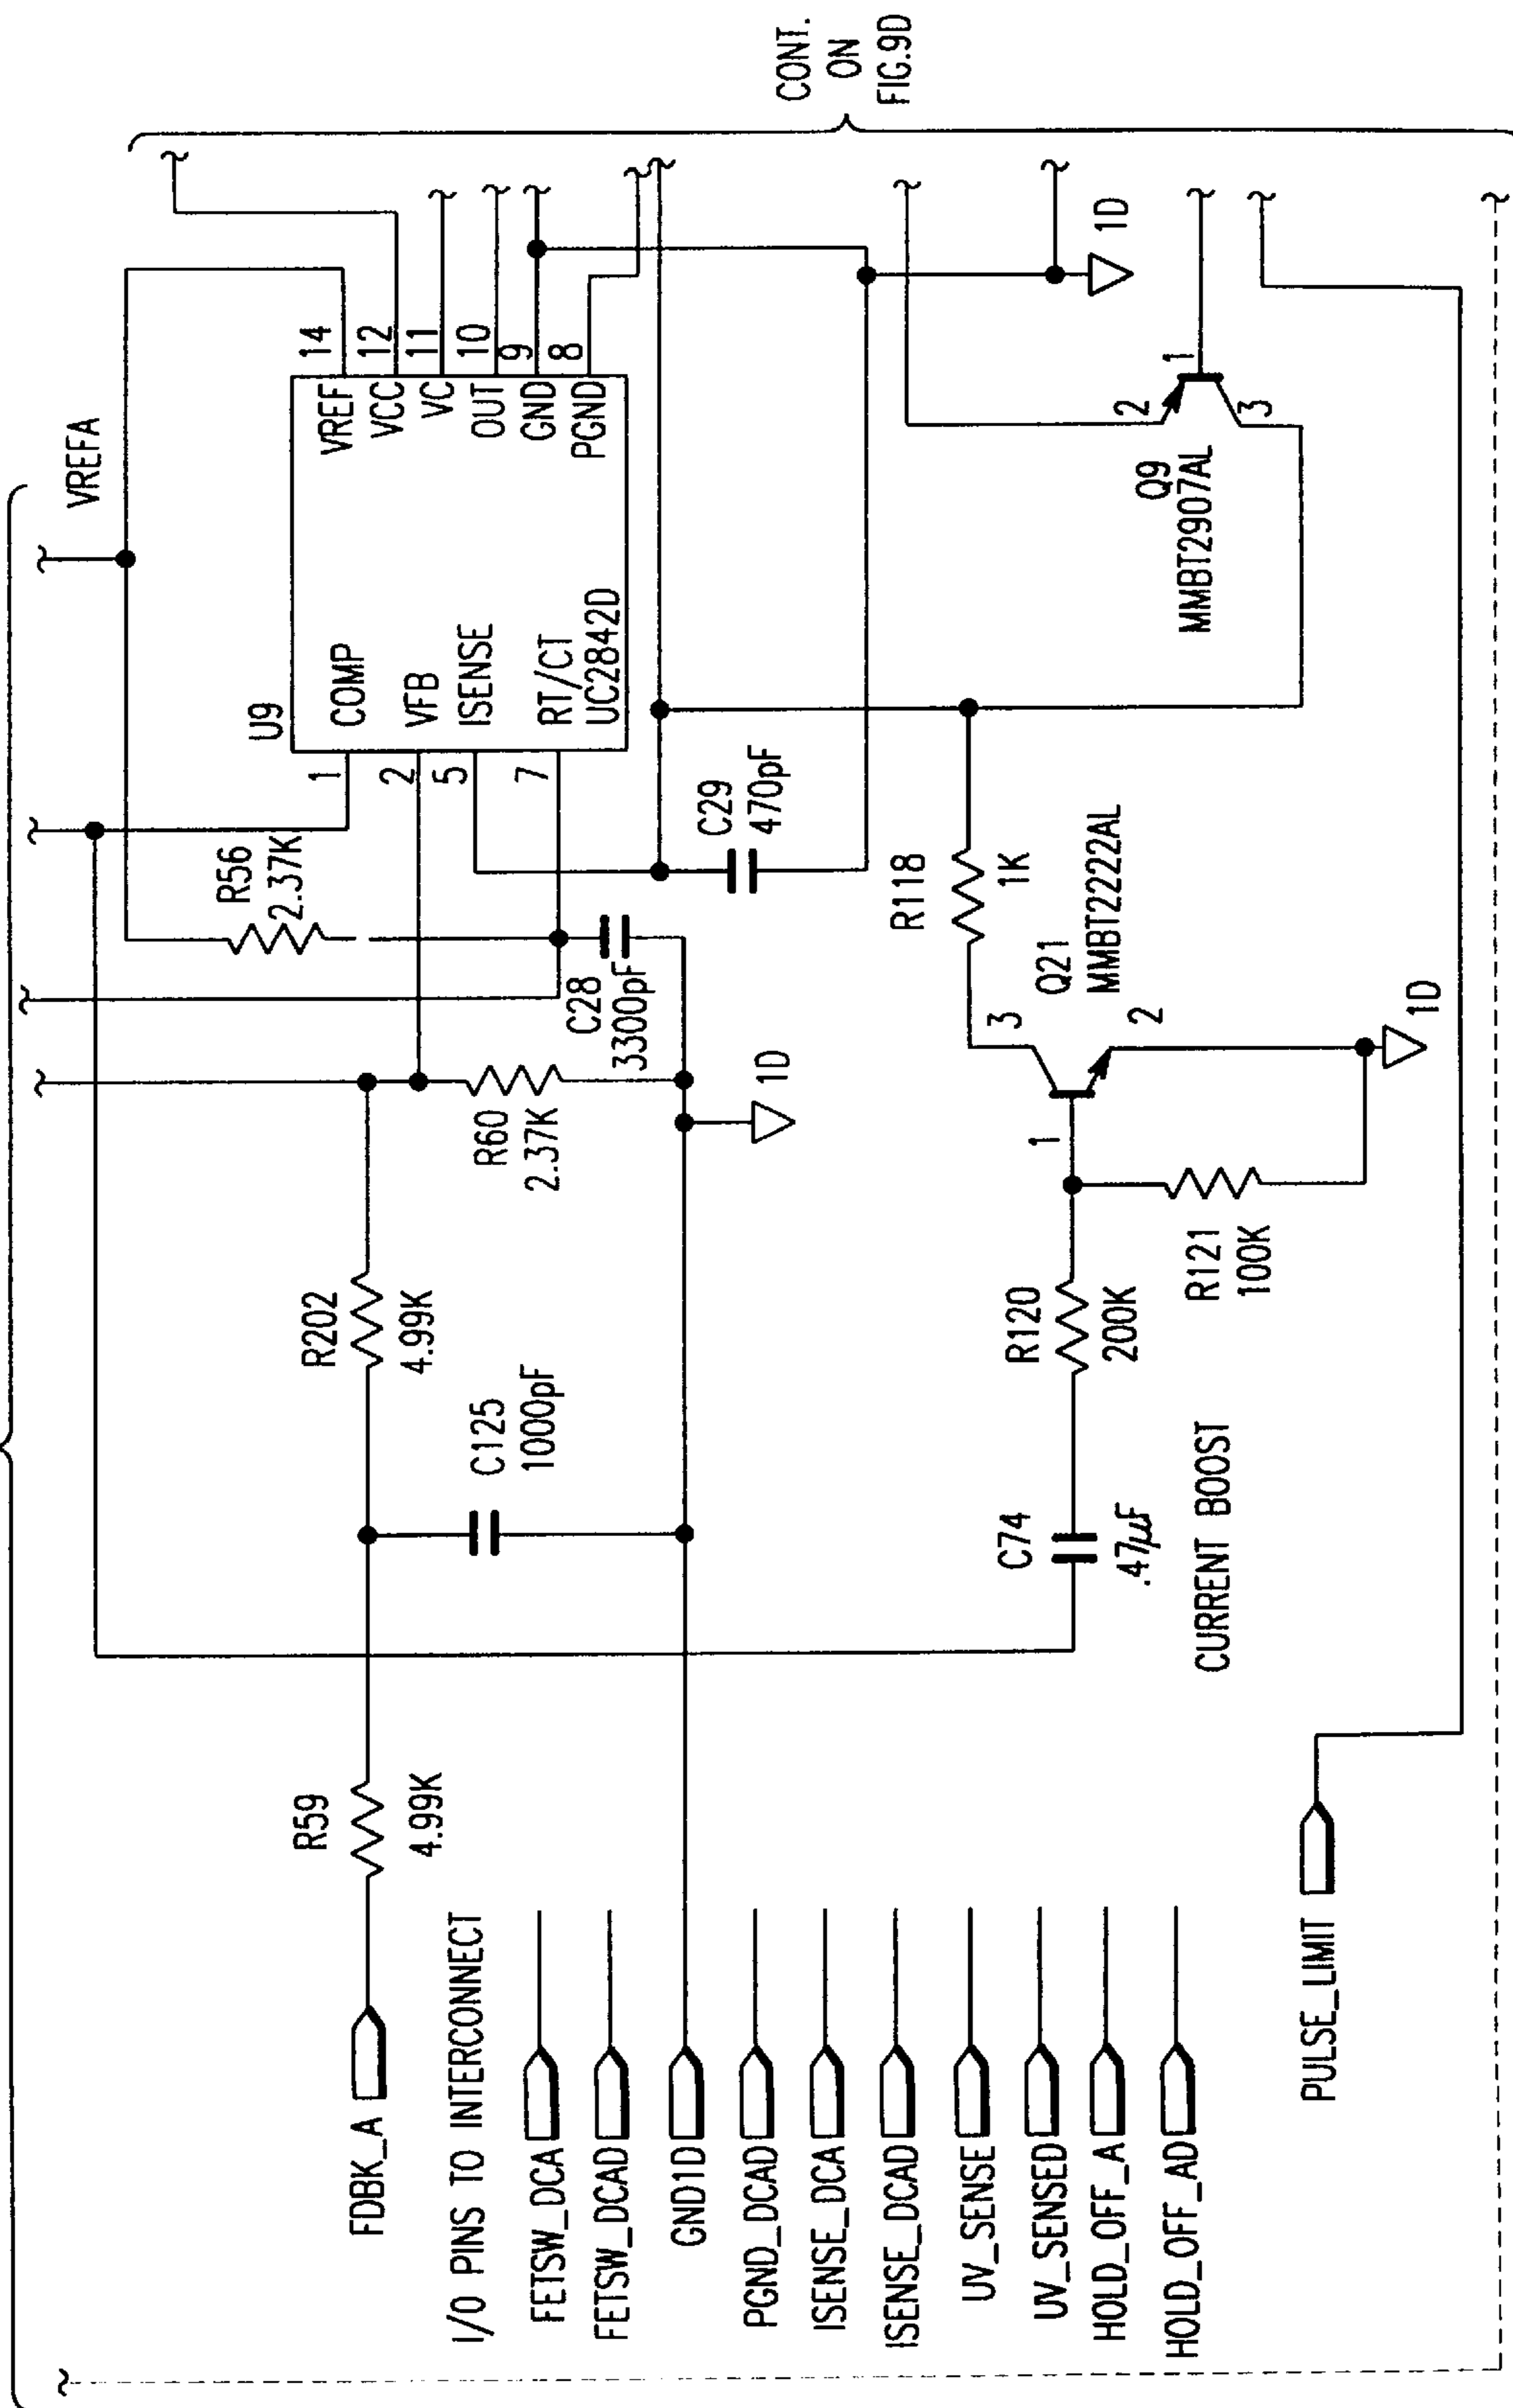 VREFA
U9
COMP
VFB
ISENSE
RT/CT
UC2842D
VREF
VCC
VC
OUT
GND
PGND
14
12
11
10
9
8
1
2
5
7
R56
2.37K
C28
3300pF
C29
470pF
R60
2.37K
1D
R202
4.99K
C125
1000pF
R59
4.99K
FDBK_A
I/O PINS TO INTERCONNECT
FETSW_DCA
FETSW_DCAD
GND1D
PGND_DCAD
ISENSE_DCA
ISENSE_DCAD
UV_SENSE
UV_SENSED
HOLD_OFF_A
HOLD_OFF_AD
PULSE_LIMIT
C74
.47µF
CURRENT BOOST
R120
200K
R121
100K
Q21
MMBT2222AL
1
2
3
1D
R118
1K
Q9
MMBT2907AL
1
2
3
1D
CONT.
ON
FIG.9D